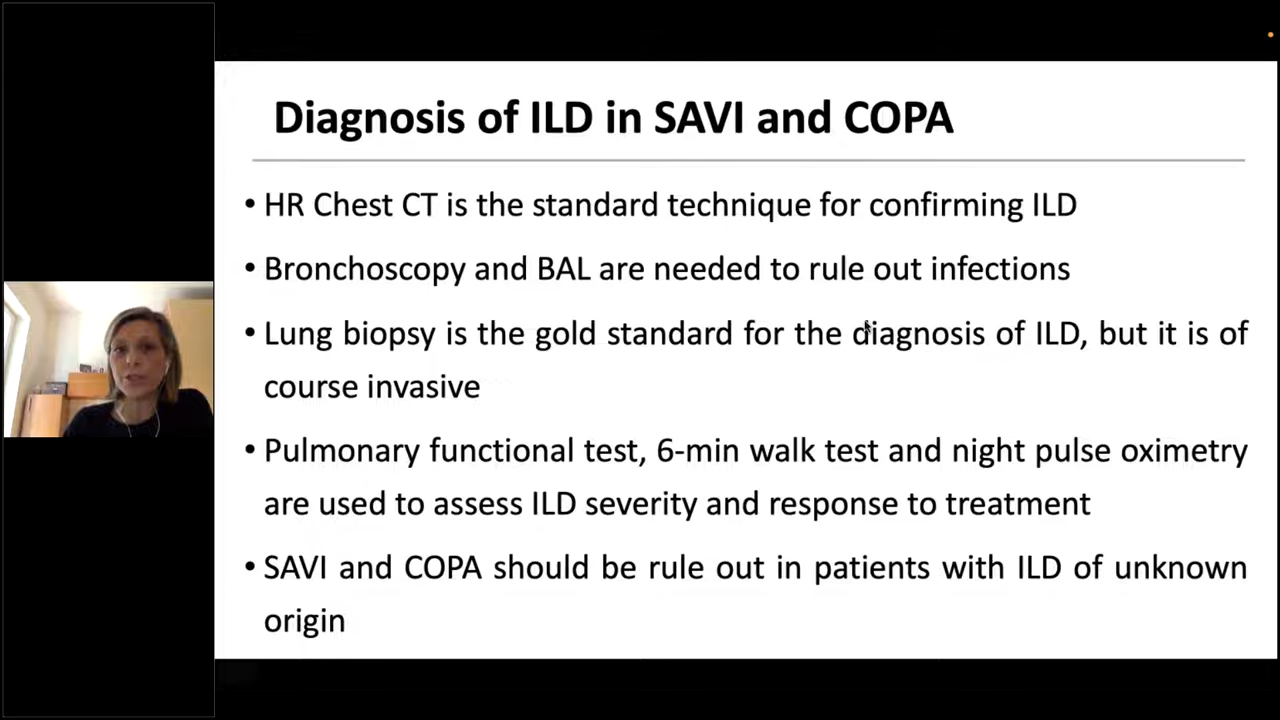 Diagnosis of ILD in SAVI and COPA
• HR Chest CT is the standard technique for confirming ILD
• Bronchoscopy and BAL are needed to rule out infections
• Lung biopsy is the gold standard for the diagnosis of ILD, but it is of
course invasive
• Pulmonary functional test, 6-min walk test and night pulse oximetry
are used to assess ILD severity and response to treatment
• SAVI and COPA should be rule out in patients with ILD of unknown
origin